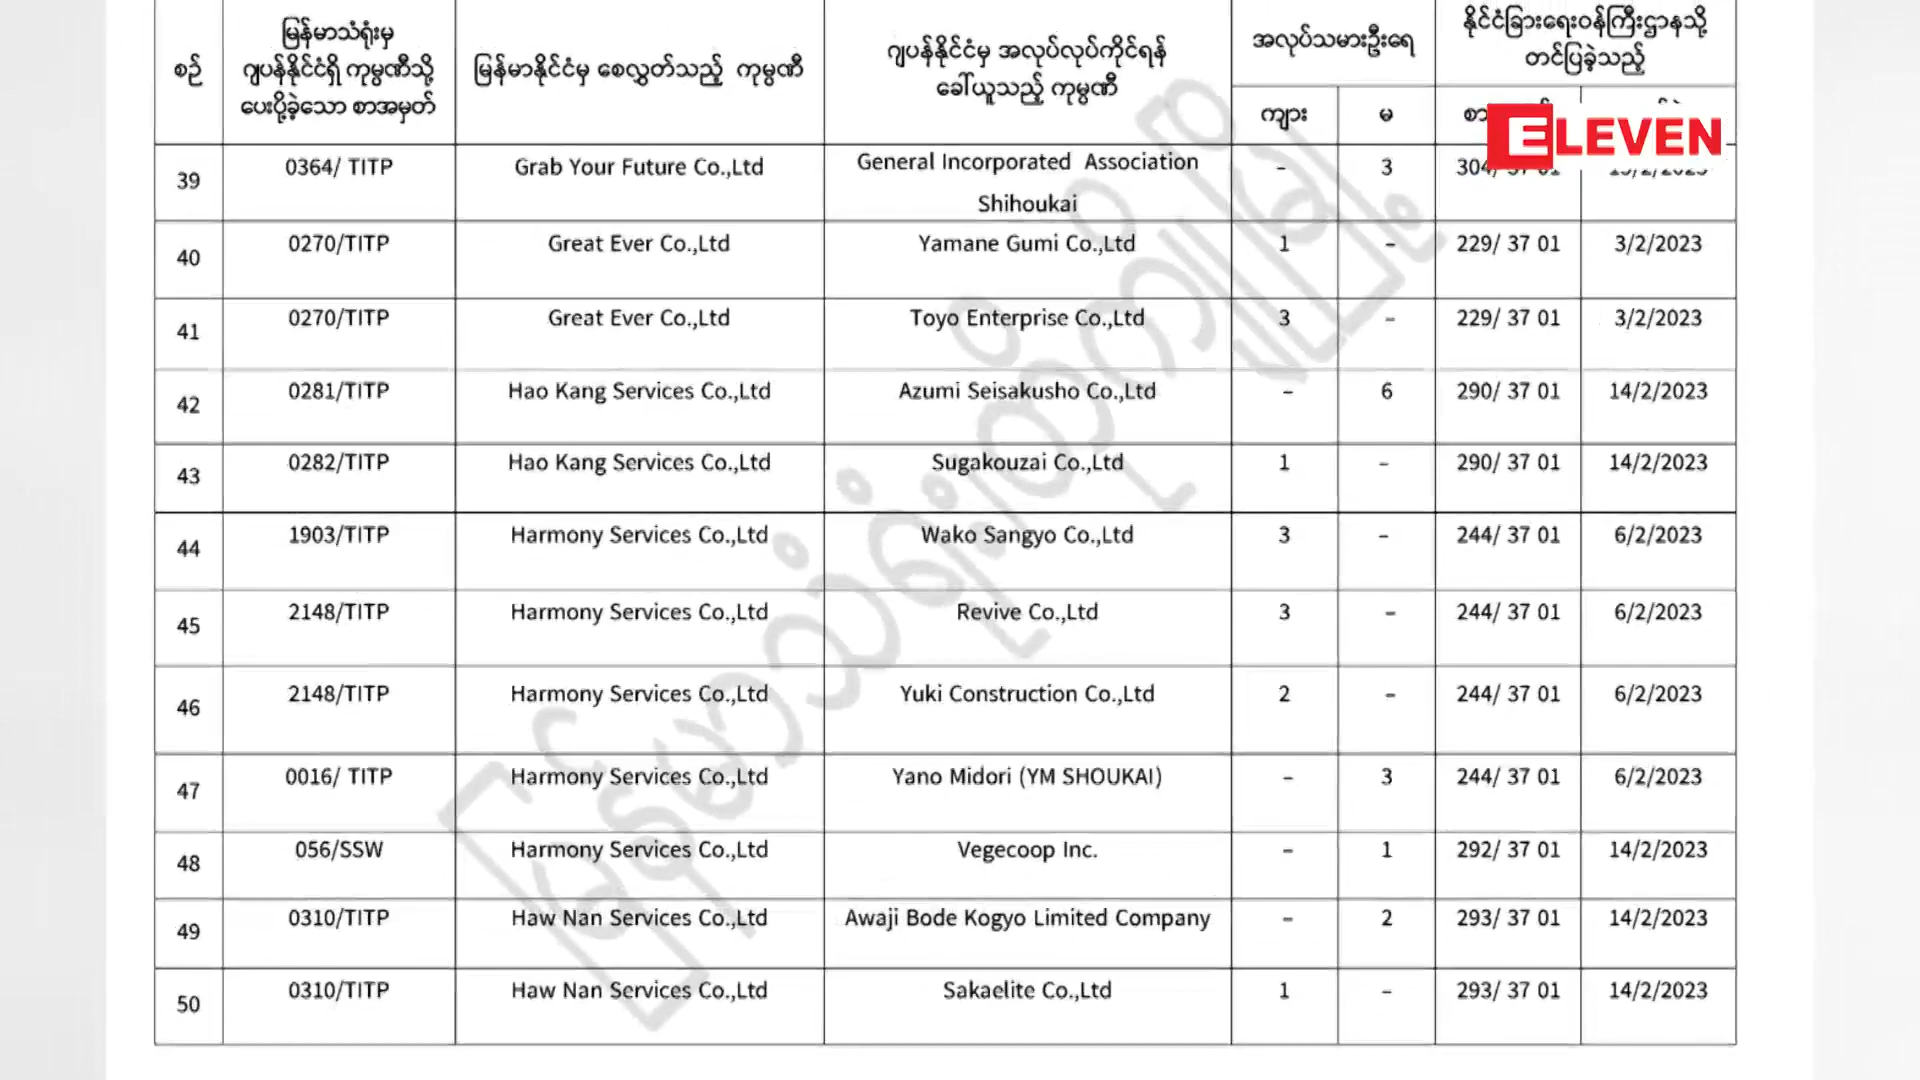 စဉ် မြန်မာသံရုံးမှ ဂျပန်နိုင်ငံရှိ ကုမ္ပဏီသို့ ပေးပို့ခဲ့သော စာအမှတ် မြန်မာနိုင်ငံမှ စေလွှတ်သည့် ကုမ္ပဏီ ဂျပန်နိုင်ငံမှ အလုပ်လုပ်ကိုင်ရန် ခေါ်ယူသည့် ကုမ္ပဏီ အလုပ်သမားဦးရေ နိုင်ငံခြားရေးဝန်ကြီးဌာနသို့ တင်ပြခဲ့သည့်
ကျား မ
ELEVEN
39 0364/ TITP Grab Your Future Co.,Ltd General Incorporated Association Shihoukai - 3
40 0270/TITP Great Ever Co.,Ltd Yamane Gumi Co.,Ltd 1 - 229/ 37 01 3/2/2023
41 0270/TITP Great Ever Co.,Ltd Toyo Enterprise Co.,Ltd 3 - 229/ 37 01 3/2/2023
42 0281/TITP Hao Kang Services Co.,Ltd Azumi Seisakusho Co.,Ltd - 6 290/ 37 01 14/2/2023
43 0282/TITP Hao Kang Services Co.,Ltd Sugakouzai Co.,Ltd 1 - 290/ 37 01 14/2/2023
44 1903/TITP Harmony Services Co.,Ltd Wako Sangyo Co.,Ltd 3 - 244/ 37 01 6/2/2023
45 2148/TITP Harmony Services Co.,Ltd Revive Co.,Ltd 3 - 244/ 37 01 6/2/2023
46 2148/TITP Harmony Services Co.,Ltd Yuki Construction Co.,Ltd 2 - 244/ 37 01 6/2/2023
47 0016/ TITP Harmony Services Co.,Ltd Yano Midori (YM SHOUKAI) - 3 244/ 37 01 6/2/2023
48 056/SSW Harmony Services Co.,Ltd Vegecoop Inc. - 1 292/ 37 01 14/2/2023
49 0310/TITP Haw Nan Services Co.,Ltd Awaji Bode Kogyo Limited Company - 2 293/ 37 01 14/2/2023
50 0310/TITP Haw Nan Services Co.,Ltd Sakaelite Co.,Ltd 1 - 293/ 37 01 14/2/2023